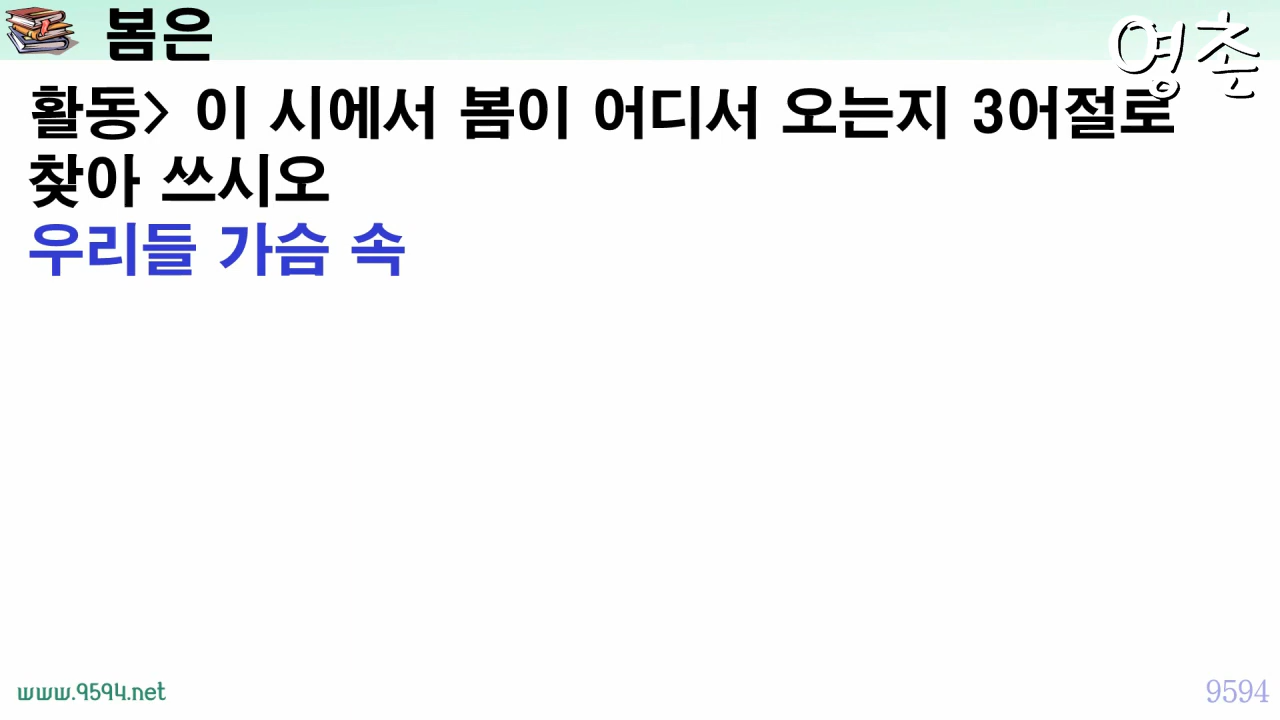 봄은
영촌
활동> 이 시에서 봄이 어디서 오는지 3어절로
찾아 쓰시오
우리들 가슴 속
www.9594.net
9594